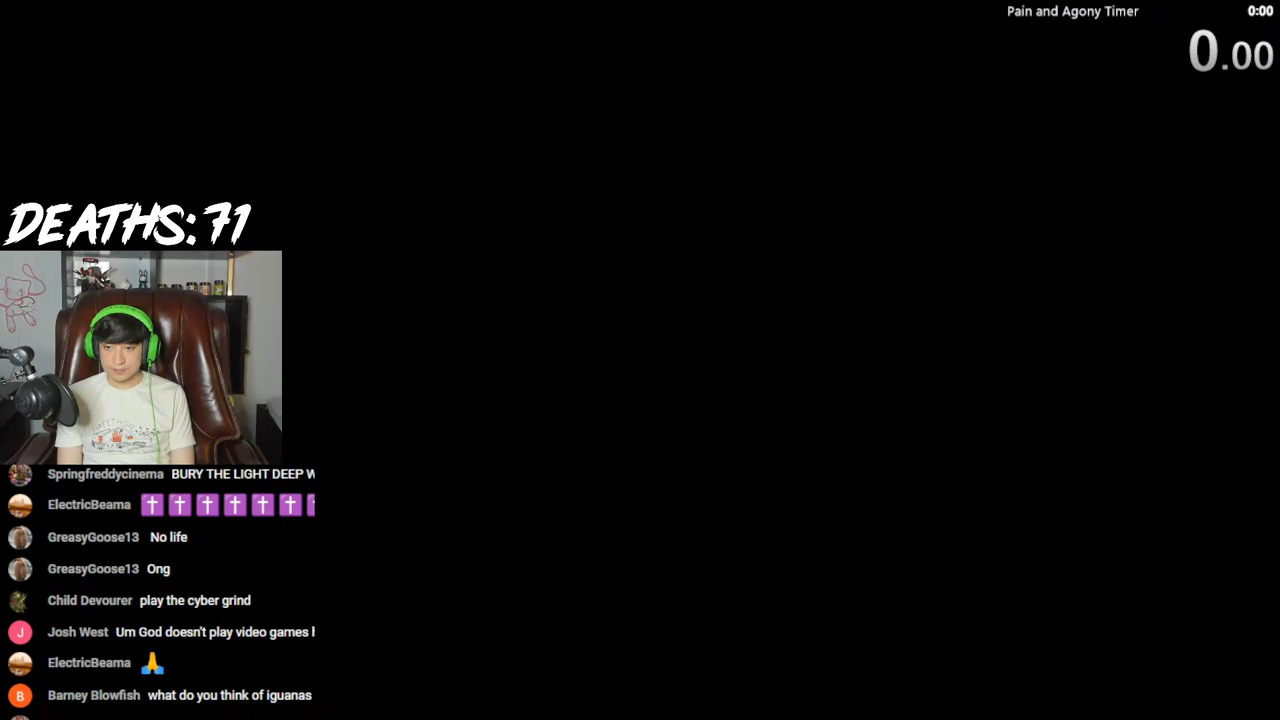 Pain and Agony Timer 0:00
0.00
DEATHS: 71
Springfreddycinema BURY THE LIGHT DEEP W
ElectricBeama ✝️✝️✝️✝️✝️✝️
GreasyGoose13 No life
GreasyGoose13 Ong
Child Devourer play the cyber grind
J Josh West Um God doesn't play video games
ElectricBeama 🙏
B Barney Blowfish what do you think of iguanas